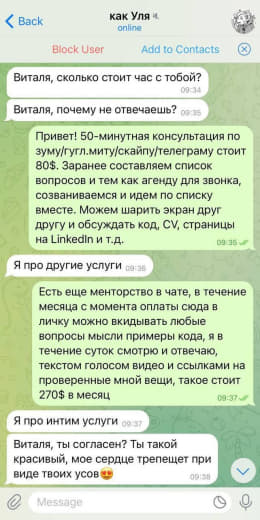 Back
как Уля
online
Block User
Add to Contacts
Виталя, сколько стоит час с тобой?
09:34
Виталя, почему не отвечаешь? 09:35
Привет! 50-минутная консультация по
зуму/гугл.миту/скайпу/телеграму стоит
80$. Заранее составляем список
вопросов и тем как агенду для звонка,
созваниваемся и идем по списку
вместе. Можем шарить экран друг
другу и обсуждать код, CV, страницы
на LinkedIn и т.д.
09:35
Я про другие услуги 09:36
Есть еще менторство в чате, в течение
месяца с момента оплаты сюда в
личку можно вкидывать любые
вопросы мысли примеры кода, я в
течение суток смотрю и отвечаю,
текстом голосом видео и ссылками на
проверенные мной вещи, такое стоит
270$ в месяц
09:37
Я про интим услуги 09:37
Виталя, ты согласен? Ты такой
красивый, мое сердце трепещет при
виде твоих усов😍
09:38
Message